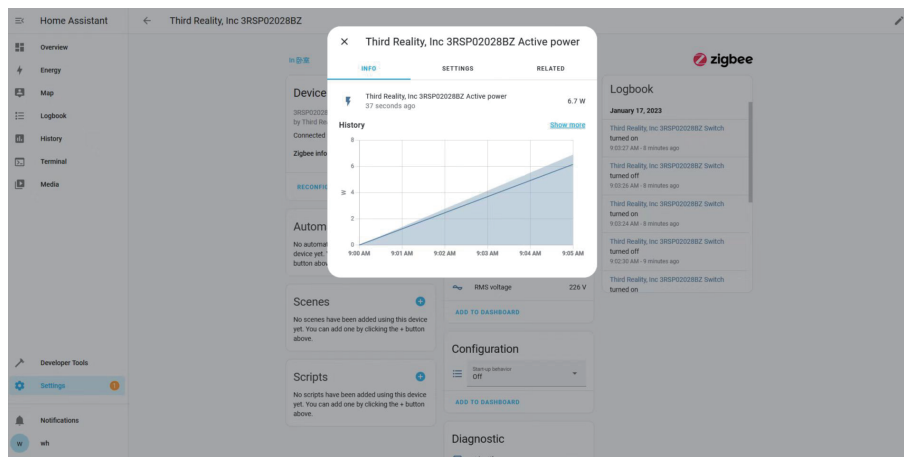 Home Assistant
Overview
Energy
Map
Logbook
History
Terminal
Media
Developer Tools
Settings
Notifications
w wh
Third Reality, Inc 3RSP02028BZ
Device
3RSP02028
by Third Re
Connected
Zigbee info
RECONFIG
Autom
No automat
device yet.
button abov
Scenes
No scenes have been added using this device
yet. You can add one by clicking the + button
above.
Scripts
No scripts have been added using this device
yet. You can add one by clicking the + button
above.
Third Reality, Inc 3RSP02028BZ Active power
INFO SETTINGS RELATED
Third Reality, Inc 3RSP02028BZ Active power
37 seconds ago
6.7 W
History
Show more
W
8
6
4
2
0
9:00 AM 9:01 AM 9:02 AM 9:03 AM 9:04 AM 9:05 AM
RMS voltage 226 V
ADD TO DASHBOARD
Configuration
Start-up behavior
Off
ADD TO DASHBOARD
Diagnostic
zigbee
Logbook
January 17, 2023
Third Reality, Inc 3RSP02028BZ Switch
turned on
9:03:27 AM - 8 minutes ago
Third Reality, Inc 3RSP02028BZ Switch
turned off
9:03:26 AM - 8 minutes ago
Third Reality, Inc 3RSP02028BZ Switch
turned on
9:03:24 AM - 8 minutes ago
Third Reality, Inc 3RSP02028BZ Switch
turned off
9:02:30 AM - 9 minutes ago
Third Reality, Inc 3RSP02028BZ Switch
turned on